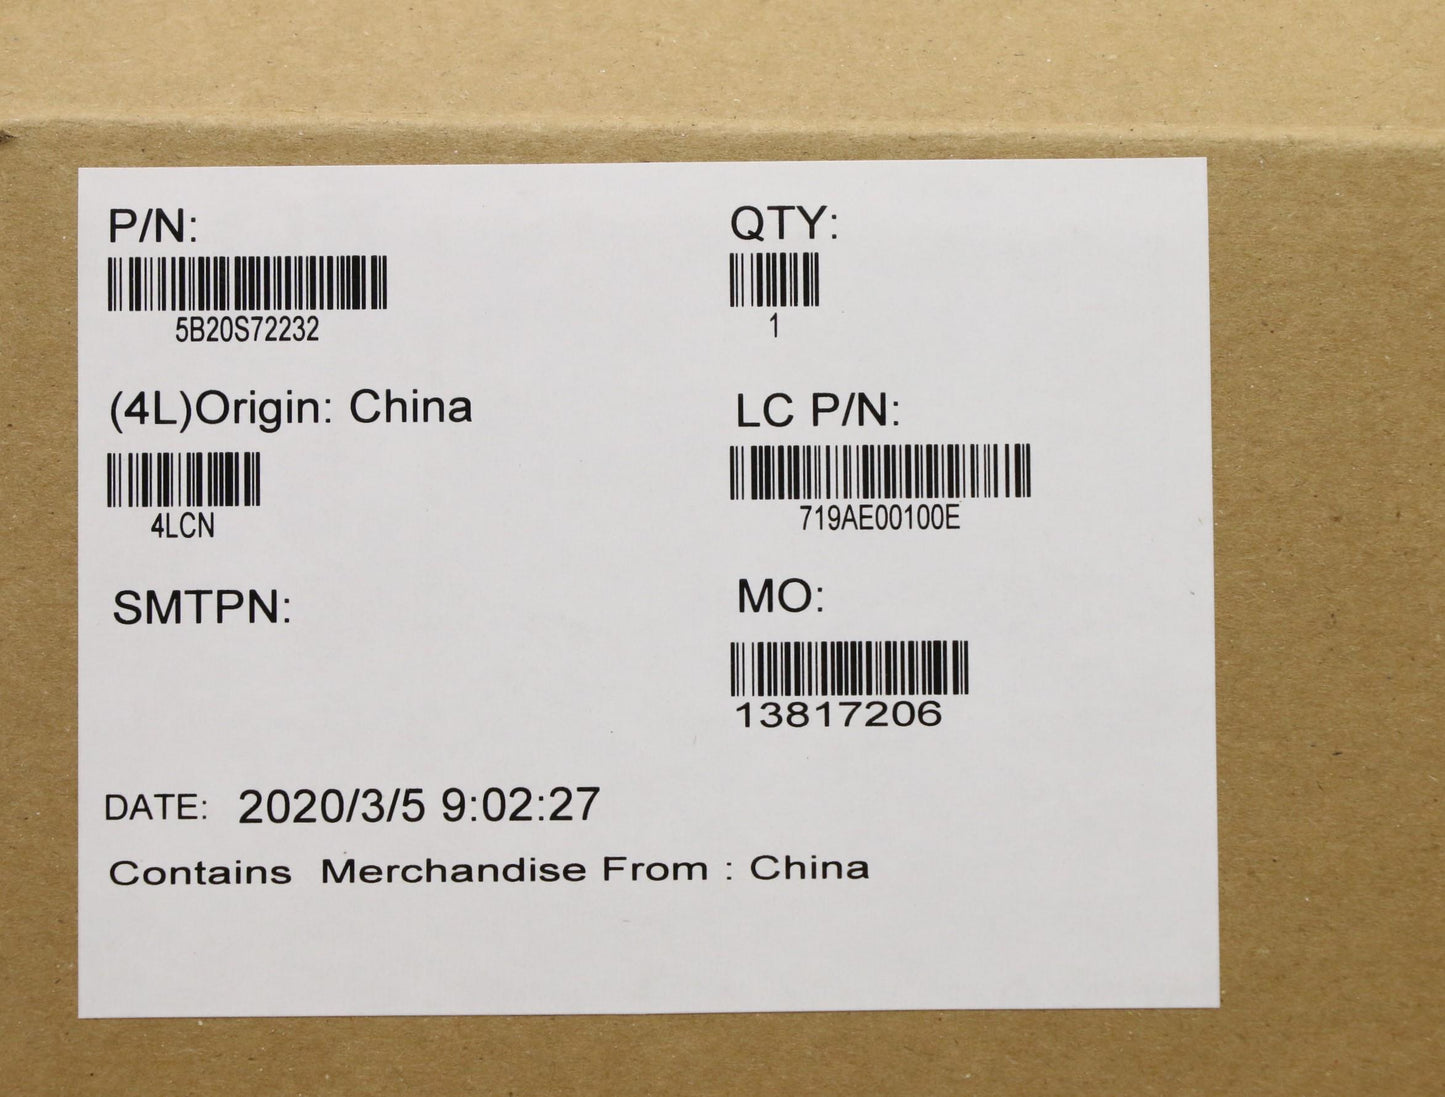 P/N:
5B20S72232
QTY:
1
(4L)Origin: China
4LCN
LC P/N:
719AE00100E
SMTPN:
MO:
13817206
DATE: 2020/3/5 9:02:27
Contains Merchandise From : China